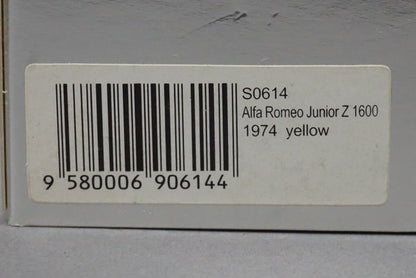 S0614
Alfa Romeo Junior Z 1600
1974 yellow
9 580006 906144